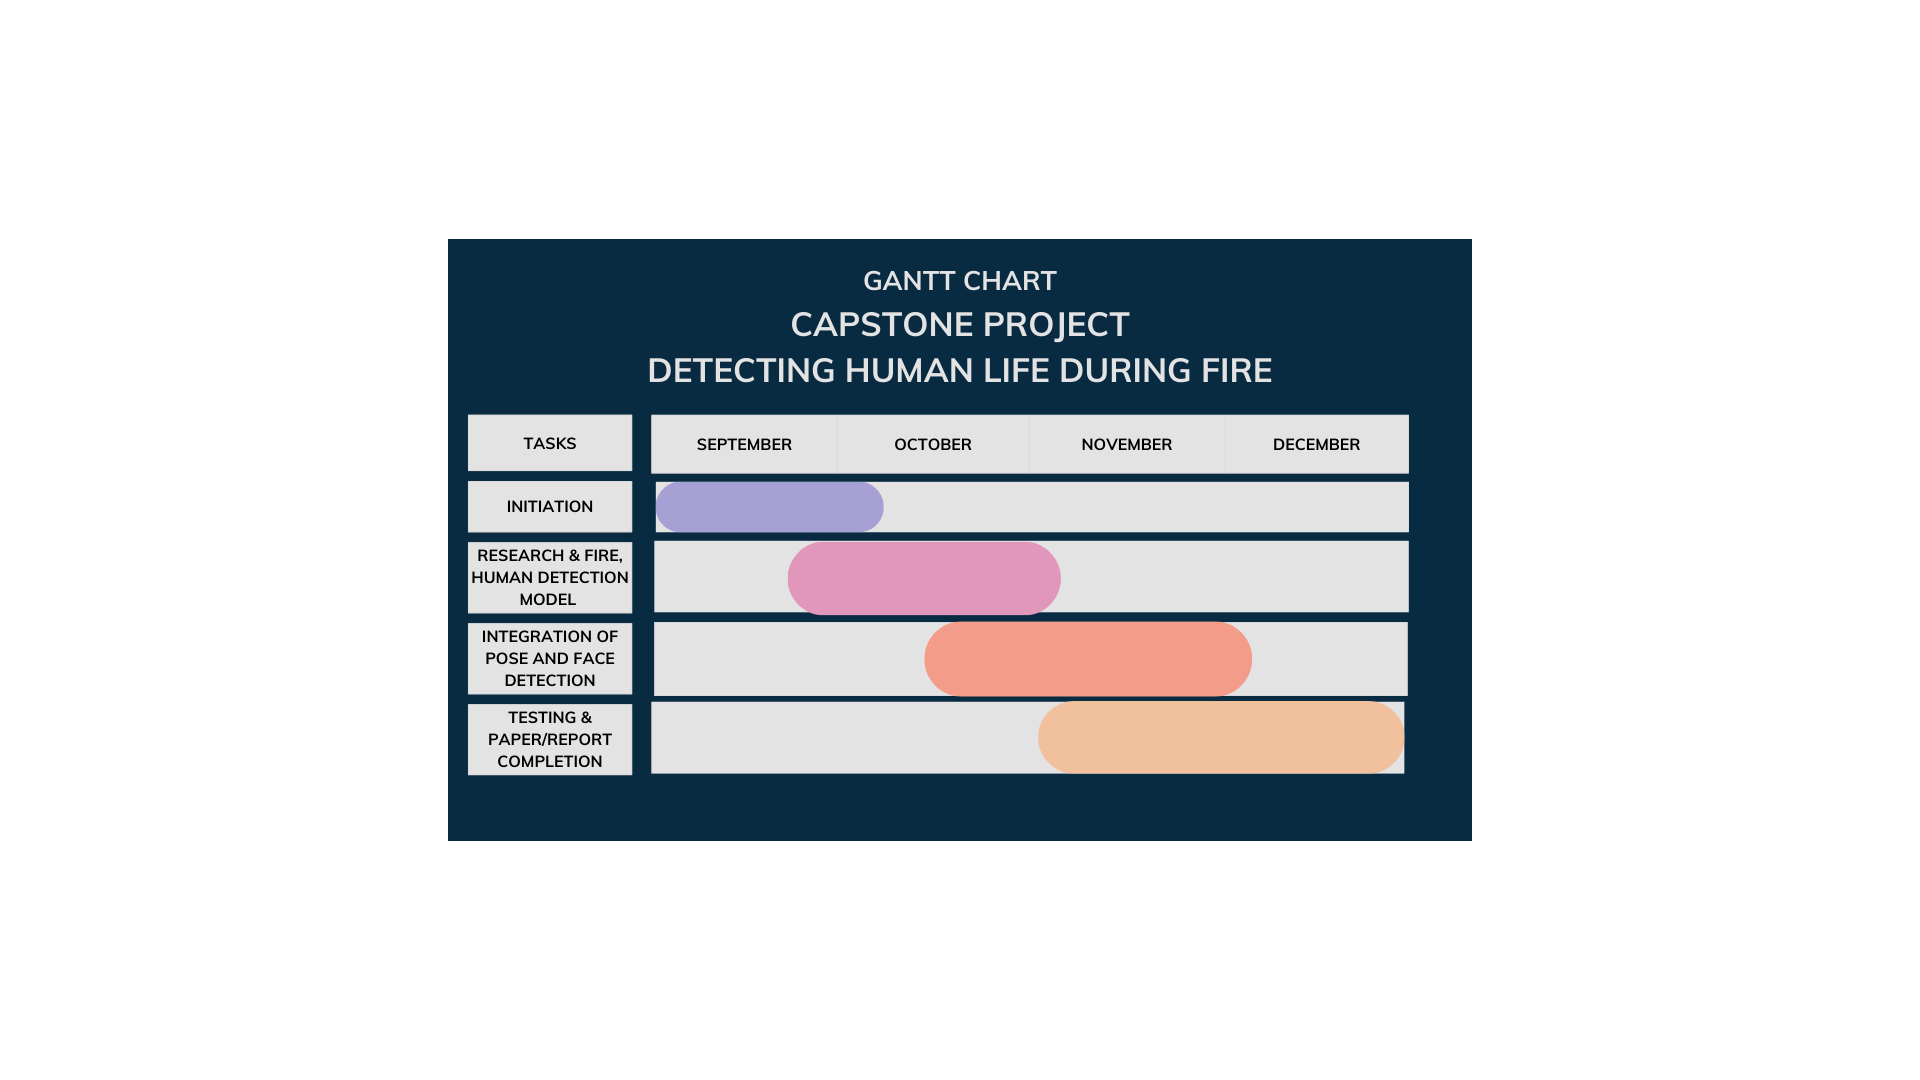 GANTT CHART
CAPSTONE PROJECT
DETECTING HUMAN LIFE DURING FIRE
TASKS
SEPTEMBER
OCTOBER
NOVEMBER
DECEMBER
INITIATION
RESEARCH & FIRE,
HUMAN DETECTION
MODEL
INTEGRATION OF
POSE AND FACE
DETECTION
TESTING &
PAPER/REPORT
COMPLETION